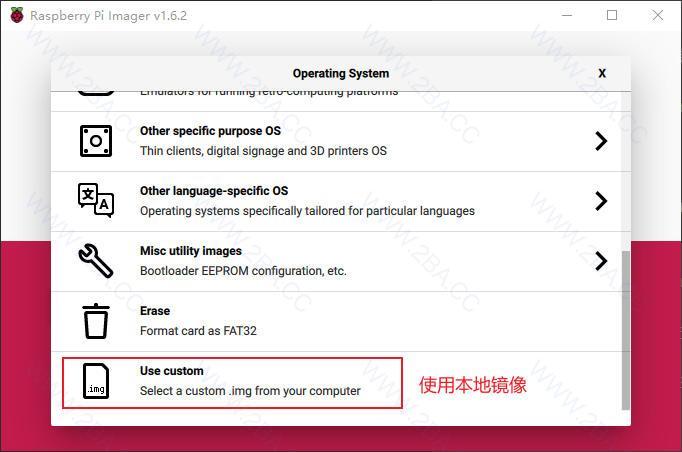 Raspberry Pi Imager v1.6.2
Operating System
X
Emulators for running retro-computing platforms
Other specific purpose OS
Thin clients, digital signage and 3D printers OS
文
A
Other language-specific OS
Operating systems specifically tailored for particular languages
Misc utility images
Bootloader EEPROM configuration, etc.
Erase
Format card as FAT32
.img
Use custom
Select a custom .img from your computer
使用本地镜像
WWW.2BA.CC